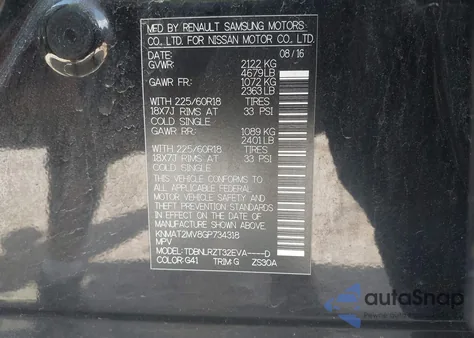 MFD BY RENAULT SAMSUNG MOTORS
CO., LTD. FOR NISSAN MOTOR CO., LTD.
DATE: 08/16
GVWR: 2122 KG
4679 LB
GAWR FR: 1072 KG
2363 LB
WITH 225/60R18 TIRES
18X7J RIMS AT 33 PSI
COLD SINGLE
GAWR RR: 1089 KG
2401 LB
WITH 225/60R18 TIRES
18X7J RIMS AT 33 PSI
COLD SINGLE
THIS VEHICLE CONFORMS TO ALL
APPLICABLE FEDERAL MOTOR
VEHICLE SAFETY AND THEFT
PREVENTION STANDARDS IN
EFFECT ON THE DATE OF
MANUFACTURE SHOWN ABOVE.
KNMAT2MV8GP734318
MPV
MODEL: TDBNLRZT32EVA----D
COLOR: G41 TRIM: G ZS30A
autoSnap